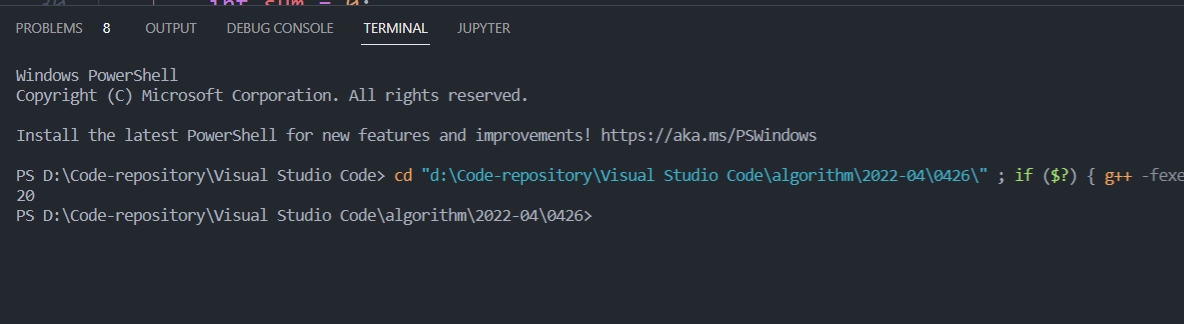 int sum = 0;
PROBLEMS 8 OUTPUT DEBUG CONSOLE TERMINAL JUPYTER
Windows PowerShell
Copyright (C) Microsoft Corporation. All rights reserved.
Install the latest PowerShell for new features and improvements! https://aka.ms/PSWindows
PS D:\Code-repository\Visual Studio Code> cd "d:\Code-repository\Visual Studio Code\algorithm\2022-04\0426\" ; if ($?) { g++ -fexe
20
PS D:\Code-repository\Visual Studio Code\algorithm\2022-04\0426>